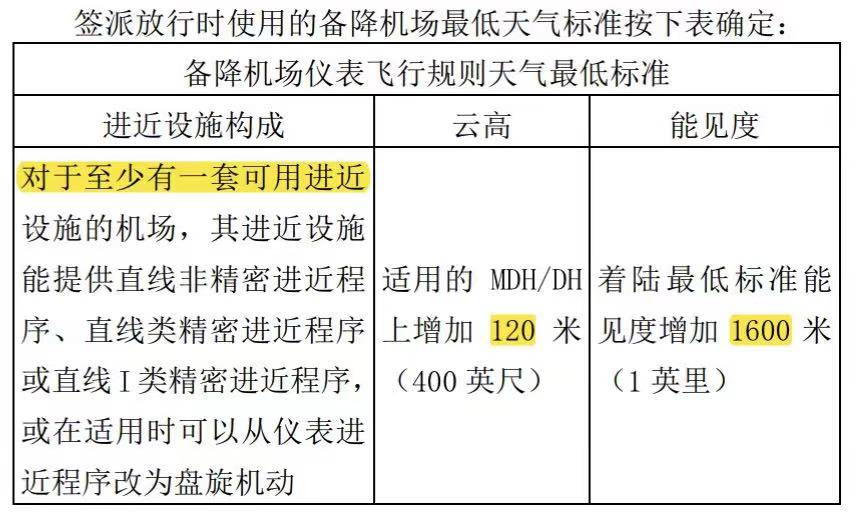 签派放行时使用的备降机场最低天气标准按下表确定：
备降机场仪表飞行规则天气最低标准
进近设施构成 云高 能见度
对于至少有一套可用进近
设施的机场，其进近设施
能提供直线非精密进近程
序、直线类精密进近程序
或直线 I 类精密进近程序，
或在适用时可以从仪表进
近程序改为盘旋机动
适用的 MDH/DH
上增加 120 米
（400 英尺）
着陆最低标准能
见度增加 1600 米
（1 英里）